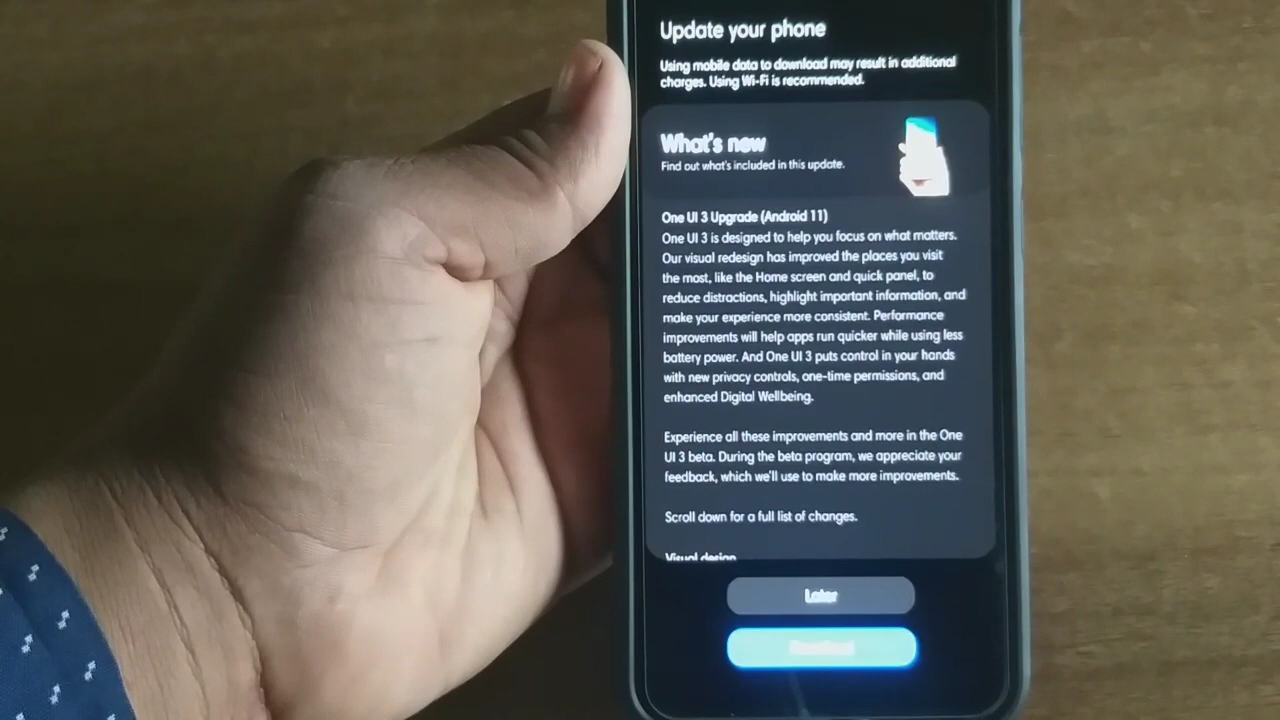 Update your phone
Using mobile data to download may result in additional
charges. Using Wi-Fi is recommended.
What's new
Find out what's included in this update.
One UI 3 Upgrade (Android 11)
One UI 3 is designed to help you focus on what matters.
Our visual redesign has improved the places you visit
the most, like the Home screen and quick panel, to
reduce distractions, highlight important information, and
make your experience more consistent. Performance
improvements will help apps run quicker while using less
battery power. And One UI 3 puts control in your hands
with new privacy controls, one-time permissions, and
enhanced Digital Wellbeing.
Experience all these improvements and more in the One
UI 3 beta. During the beta program, we appreciate your
feedback, which we'll use to make more improvements.
Scroll down for a full list of changes.
Visual design
Later